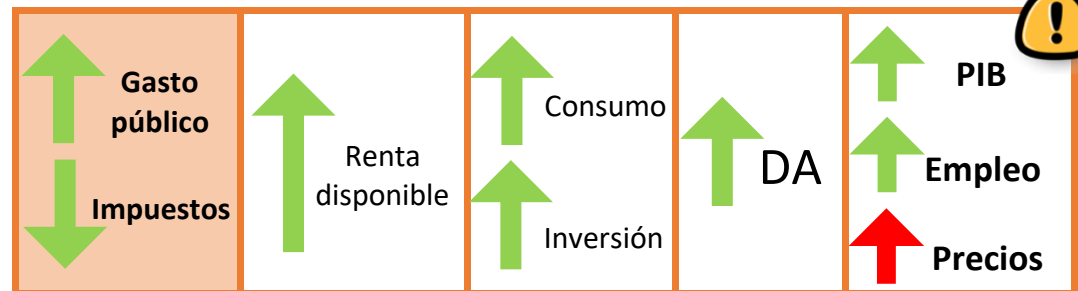 Gasto
público
Impuestos
Renta
disponible
Consumo
Inversión
DA
PIB
Empleo
Precios